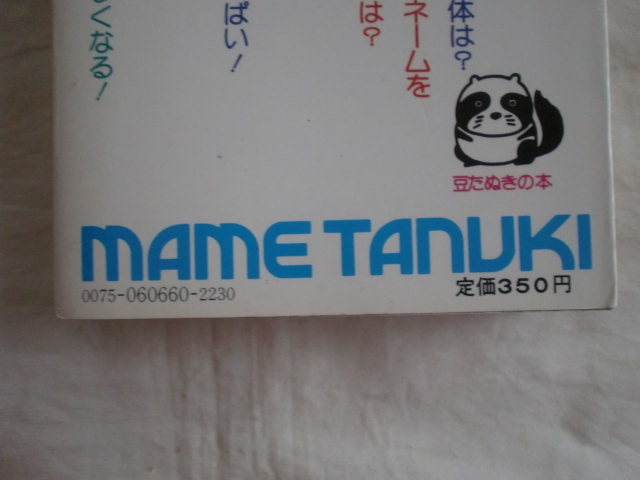 体は?
ネームを
は?
ぱい!
くなる!
豆たぬきの本
MAME TANUKI
0075-060660-2230
定価350円